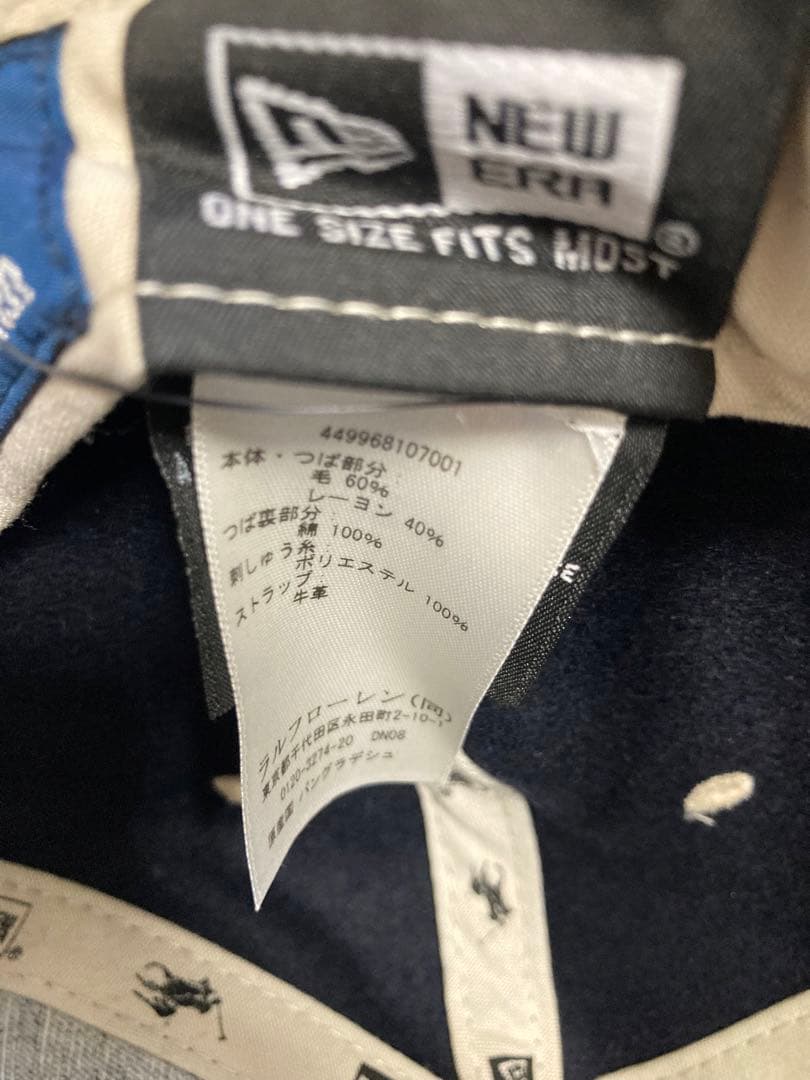 NEW
ERA
ONE SIZE FITS MOST
449968107001
本体・つば部分:
毛 60%
レーヨン 40%
つば裏部分:
綿 100%
刺しゅう糸:
ポリエステル 100%
ストラップ:
牛革
ラルフローレン(同)
東京都千代田区永田町2-10-1
0120-3274-20 DN08
原産国 バングラデシュ